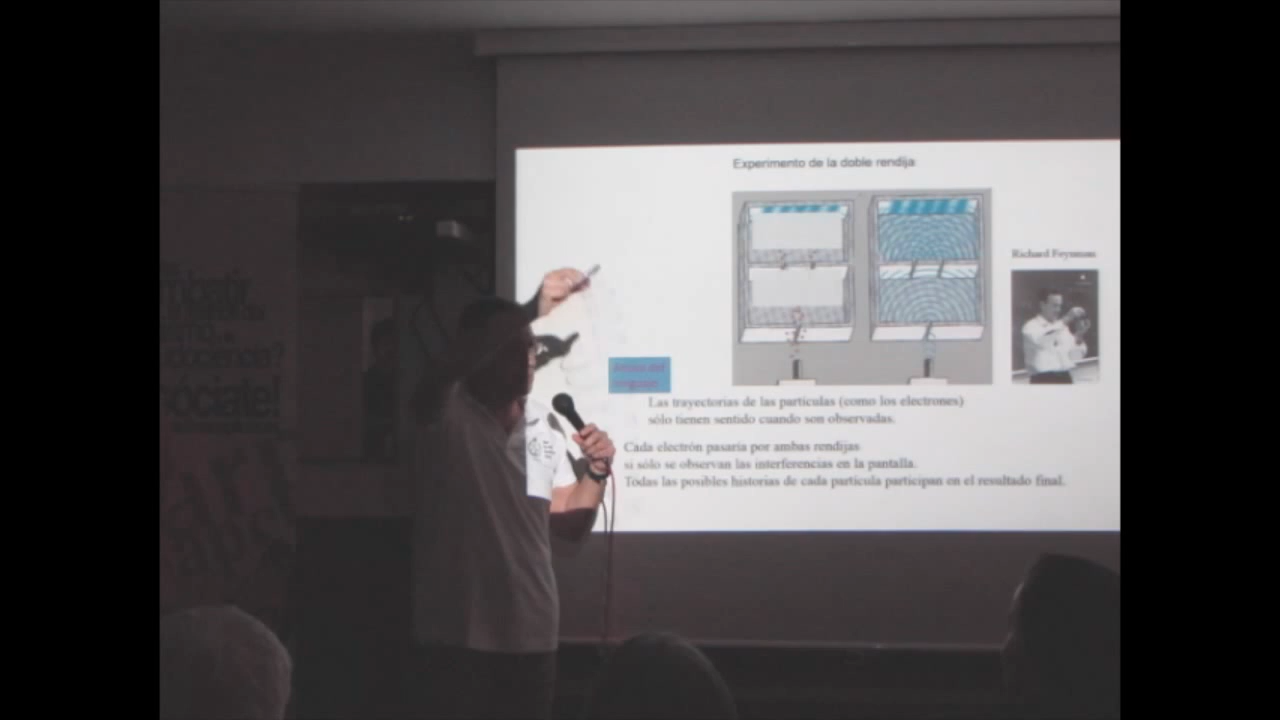 Experimento de la doble rendija
Richard Feynman
Las trayectorias de las partículas (como los electrones)
sólo tienen sentido cuando son observadas.
Cada electrón pasaría por ambas rendijas
si sólo se observan las interferencias en la pantalla.
Todas las posibles historias de cada partícula participan en el resultado final.
sóciate!